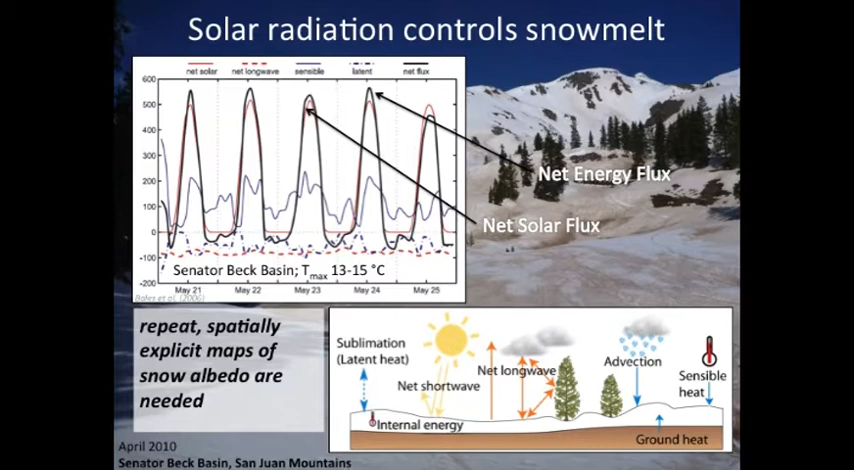 Solar radiation controls snowmelt
net solar net longwave sensible latent net flux
600
500
400
300
200
100
0
-100
-200
Senator Beck Basin; Tmax 13-15 °C
May 21 May 22 May 23 May 24 May 25
(2006)
Net Energy Flux
Net Solar Flux
repeat, spatially
explicit maps of
snow albedo are
needed
Sublimation
(Latent heat)
Net shortwave
Net longwave
Advection
Sensible
heat
Internal energy
Ground heat
April 2010
Senator Beck Basin, San Juan Mountains